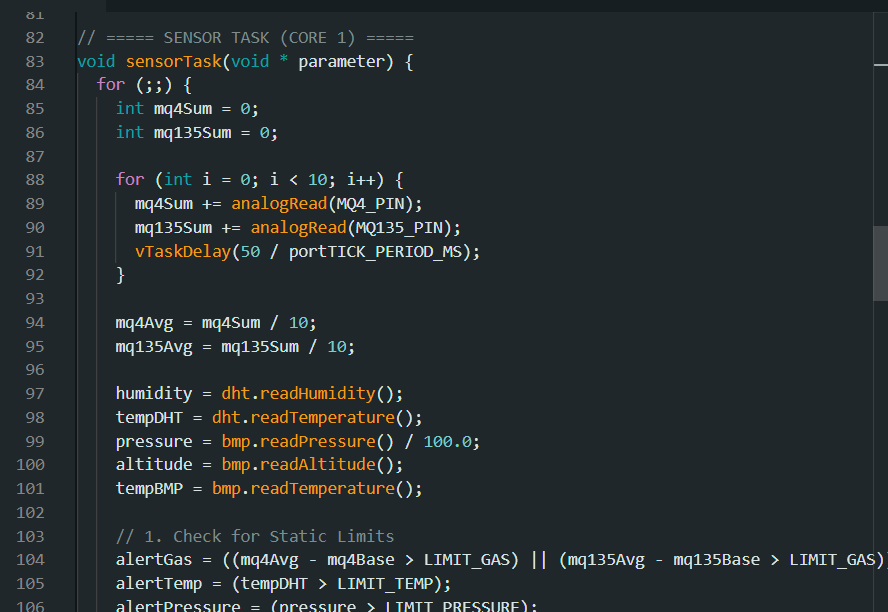 81
82 // ===== SENSOR TASK (CORE 1) =====
83 void sensorTask(void * parameter) {
84 for (;;) {
85 int mq4Sum = 0;
86 int mq135Sum = 0;
87
88 for (int i = 0; i < 10; i++) {
89 mq4Sum += analogRead(MQ4_PIN);
90 mq135Sum += analogRead(MQ135_PIN);
91 vTaskDelay(50 / portTICK_PERIOD_MS);
92 }
93
94 mq4Avg = mq4Sum / 10;
95 mq135Avg = mq135Sum / 10;
96
97 humidity = dht.readHumidity();
98 tempDHT = dht.readTemperature();
99 pressure = bmp.readPressure() / 100.0;
100 altitude = bmp.readAltitude();
101 tempBMP = bmp.readTemperature();
102
103 // 1. Check for Static Limits
104 alertGas = ((mq4Avg - mq4Base > LIMIT_GAS) || (mq135Avg - mq135Base > LIMIT_GAS)
105 alertTemp = (tempDHT > LIMIT_TEMP);
106 alertPressure = (pressure > LIMIT_PRESSURE);